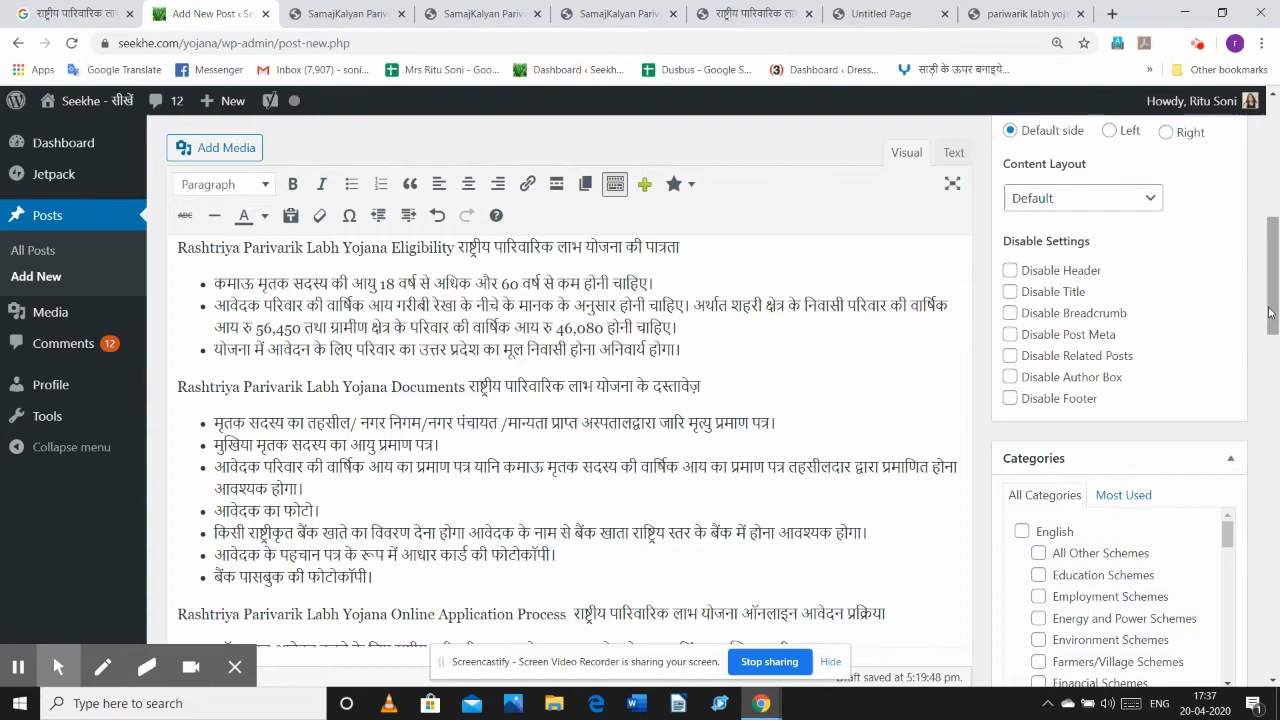 राष्ट्रीय पारिवारिक ल
Add New Post ‹ Se
SamajKalyan Pariv
SamajKalyan Pariv
SamajKalyan Pariv
राष्ट्रीय पारिवारिक लाभ
Untitled Page
pariwarik labh yoja
seekhe.com/yojana/wp-admin/post-new.php
Apps
Google Translate
Messenger
Inbox (7,907) - soni...
Mrs Ritu Soni - Goo...
Dashboard ‹ Seekh...
Dusbus - Google S...
Dashboard ‹ Dress...
साड़ी के ऊपर बनाइपे...
»
Other bookmarks
Seekhe - सीखें
12
New
Howdy, Ritu Soni
Dashboard
Jetpack
Posts
All Posts
Add New
Media
Comments 12
Profile
Tools
Collapse menu
Add Media
Visual
Text
Paragraph
Rashtriya Parivarik Labh Yojana Eligibility राष्ट्रीय पारिवारिक लाभ योजना की पात्रता
कमाऊ मृतक सदस्य की आयु 18 वर्ष से अधिक और 60 वर्ष से कम होनी चाहिए।
आवेदक परिवार की वार्षिक आय गरीबी रेखा के नीचे के मानक के अनुसार होनी चाहिए। अर्थात शहरी क्षेत्र के निवासी परिवार की वार्षिक
आय रु 56,450 तथा ग्रामीण क्षेत्र के परिवार की वार्षिक आय रु 46,080 होनी चाहिए।
योजना में आवेदन के लिए परिवार का उत्तर प्रदेश का मूल निवासी होना अनिवार्य होगा।
Rashtriya Parivarik Labh Yojana Documents राष्ट्रीय पारिवारिक लाभ योजना के दस्तावेज़
मृतक सदस्य का तहसील/ नगर निगम/नगर पंचायत /मान्यता प्राप्त अस्पतालद्वारा जारि मृत्यु प्रमाण पत्र।
मुखिया मृतक सदस्य का आयु प्रमाण पत्र।
आवेदक परिवार की वार्षिक आय का प्रमाण पत्र यानि कमाऊ मृतक सदस्य की वार्षिक आय का प्रमाण पत्र तहसीलदार द्वारा प्रमाणित होना
आवश्यक होगा।
आवेदक का फोटो।
किसी राष्ट्रीकृत बैंक खाते का विवरण देना होगा आवेदक के नाम से बैंक खाता राष्ट्रिय स्तर के बैंक में होना आवश्यक होगा।
आवेदक के पहचान पत्र के रूप में आधार कार्ड की फोटोकॉपी।
बैंक पासबुक की फोटोकॉपी।
Rashtriya Parivarik Labh Yojana Online Application Process राष्ट्रीय पारिवारिक लाभ योजना ऑनलाइन आवेदन प्रक्रिया
Draft saved at 5:19:48 pm.
Default side
Left
Right
Content Layout
Default
Disable Settings
Disable Header
Disable Title
Disable Breadcrumb
Disable Post Meta
Disable Related Posts
Disable Author Box
Disable Footer
Categories
All Categories
Most Used
English
All Other Schemes
Education Schemes
Employment Schemes
Energy and Power Schemes
Environment Schemes
Farmers/Village Schemes
Financial Schemes
Screencastify - Screen Video Recorder is sharing your screen.
Stop sharing
Hide
Type here to search
ENG
17:37
20-04-2020